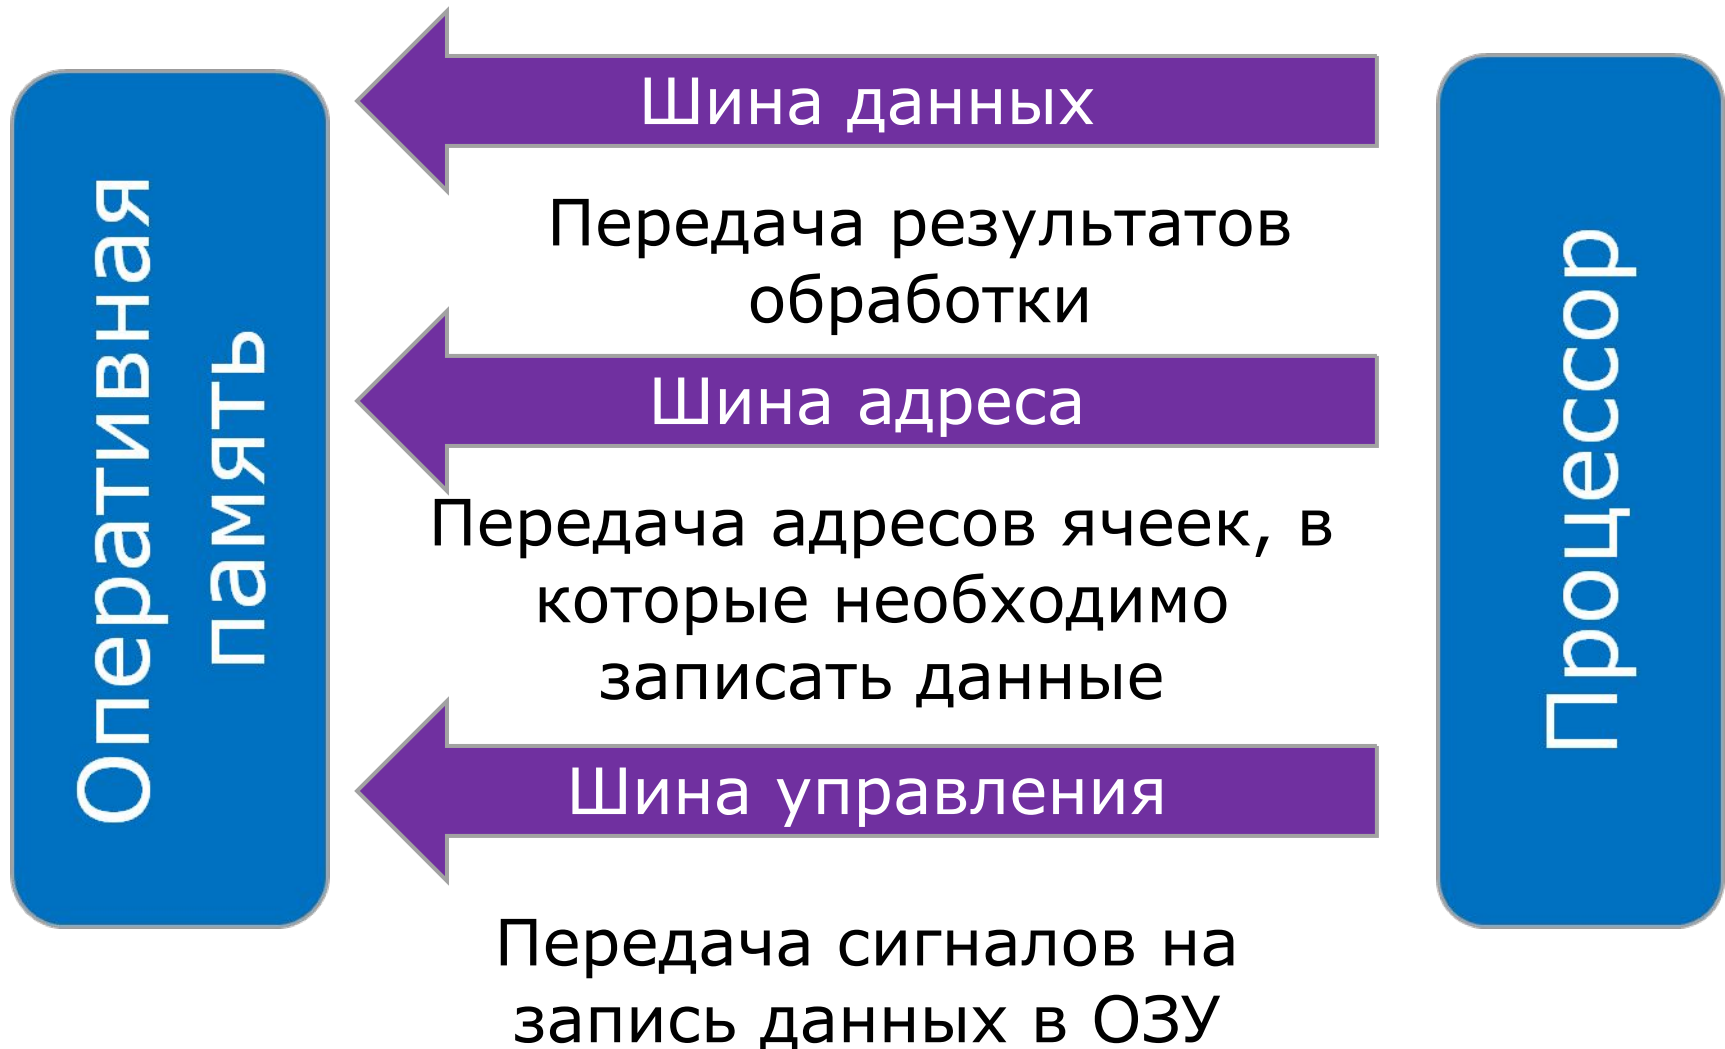 Оперативная
память
Шина данных
Передача результатов
обработки
Шина адреса
Передача адресов ячеек, в
которые необходимо
записать данные
Шина управления
Передача сигналов на
запись данных в ОЗУ
Процессор